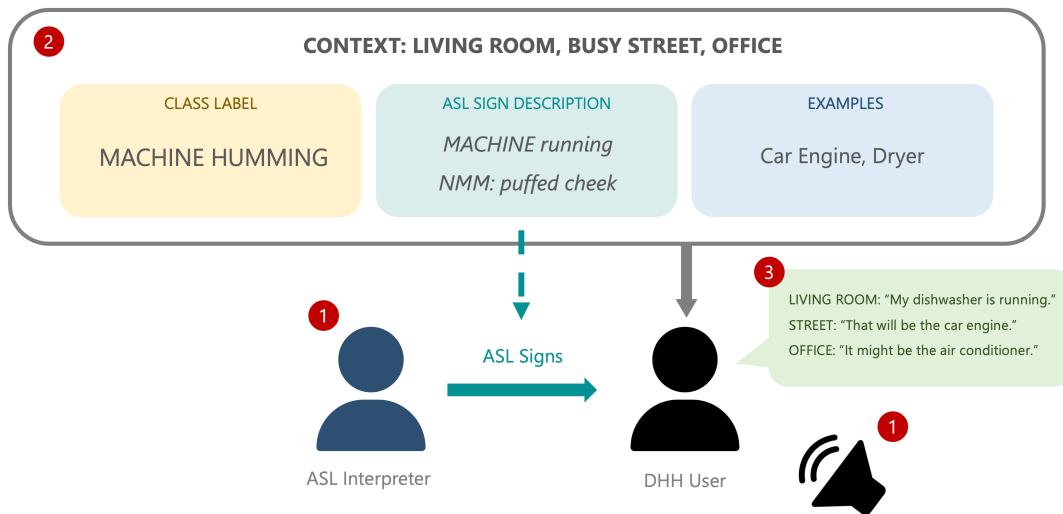 2
CONTEXT: LIVING ROOM, BUSY STREET, OFFICE
CLASS LABEL
MACHINE HUMMING
ASL SIGN DESCRIPTION
MACHINE running
NMM: puffed cheek
EXAMPLES
Car Engine, Dryer
3
LIVING ROOM: “My dishwasher is running.”
STREET: “That will be the car engine.”
OFFICE: “It might be the air conditioner.”
1
ASL Signs
ASL Interpreter
DHH User
1